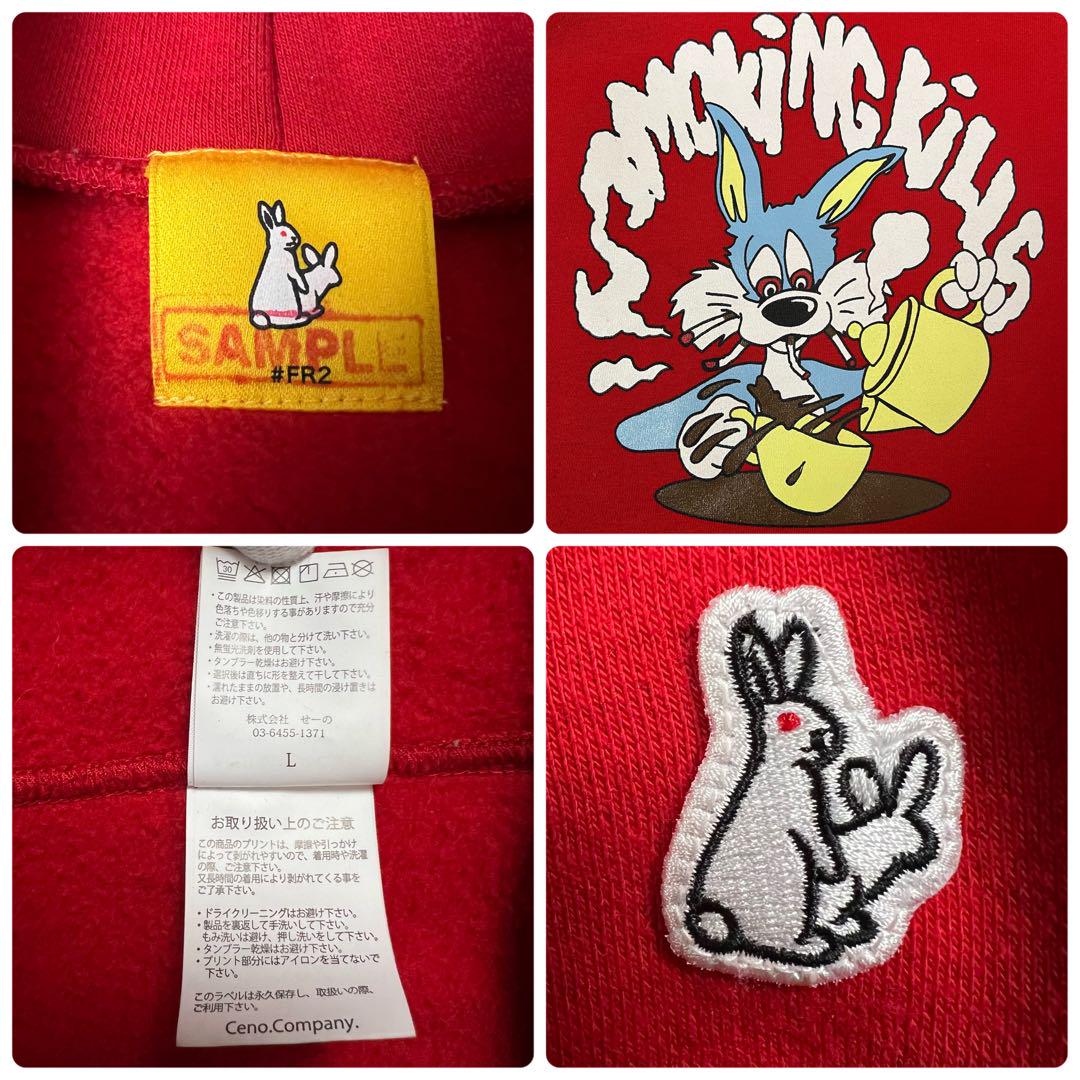 SAMPLE
#FR2
SMOKiNG KiLLS
30
・この製品は染料の性質上、汗や摩擦により
色落ちや色移りする事がありますので充分
ご注意下さい。
・洗濯の際は、他の物と分けて洗い下さい。
・無蛍光洗剤を使用して下さい。
・タンブラー乾燥はお避け下さい。
・選択後は直ちに形を整えて干して下さい。
・濡れたままの放置や、長時間の浸け置きは
お避け下さい。
株式会社 せーの
03-6455-1371
L
お取り扱い上のご注意
この商品のプリントは、摩擦や引っかけ
によって剥がれやすいので、着用時や洗濯
の際、ご注意下さい。
又長時間の着用により剥がれてくる事を
ご了承下さい。
・ドライクリーニングはお避け下さい。
・製品を裏返して手洗いして下さい。
もみ洗いは避け、押し洗いをして下さい。
・タンブラー乾燥はお避け下さい。
・プリント部分にはアイロンを当てないで
下さい。
このラベルは永久保存し、取扱いの際、
ご利用下さい。
Ceno.Company.